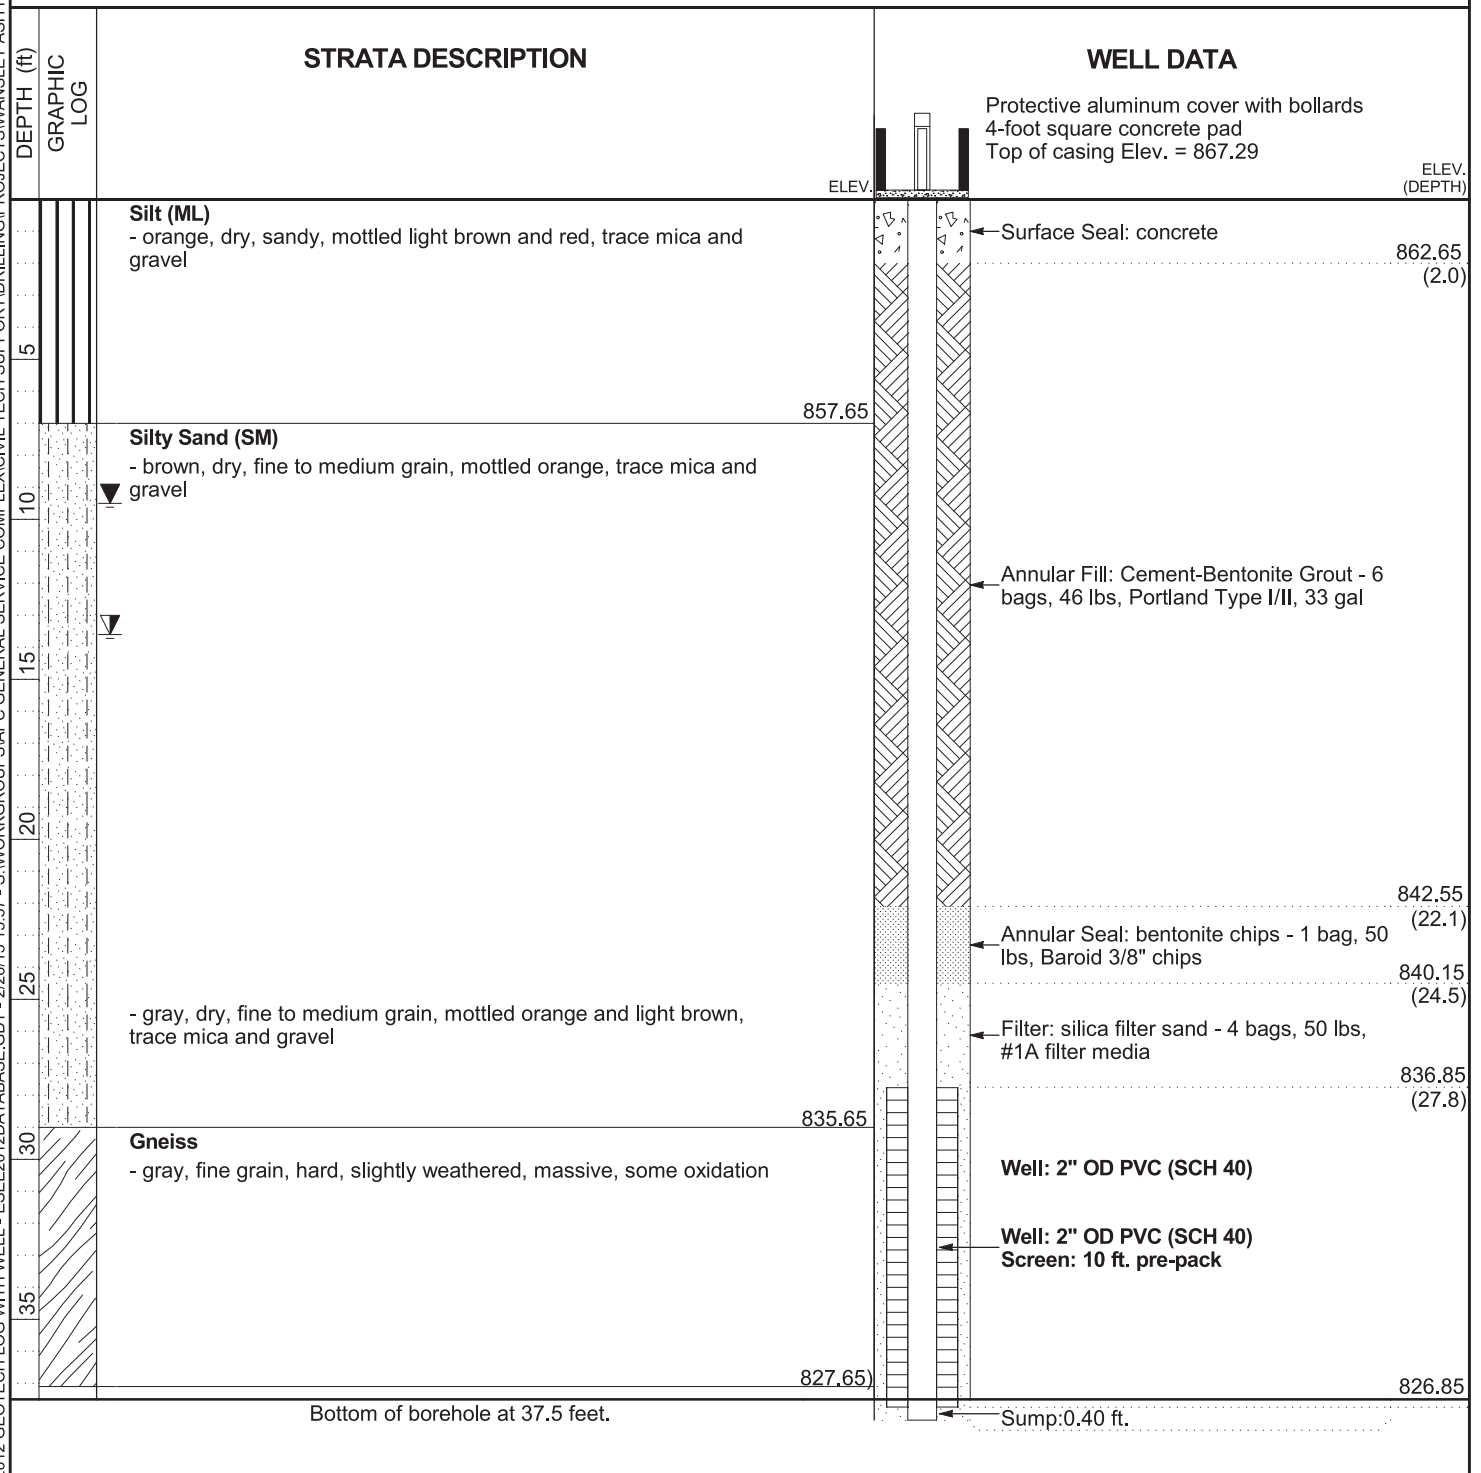 STRATA DESCRIPTION
WELL DATA
DEPTH (ft)
GRAPHIC
LOG
Protective aluminum cover with bollards
4-foot square concrete pad
Top of casing Elev. = 867.29
ELEV.
ELEV.
(DEPTH)
Silt (ML)
- orange, dry, sandy, mottled light brown and red, trace mica and
gravel
Surface Seal: concrete
862.65
(2.0)
5
857.65
Silty Sand (SM)
- brown, dry, fine to medium grain, mottled orange, trace mica and
gravel
10
Annular Fill: Cement-Bentonite Grout - 6
bags, 46 lbs, Portland Type I/II, 33 gal
15
20
842.55
(22.1)
Annular Seal: bentonite chips - 1 bag, 50
lbs, Baroid 3/8" chips
840.15
(24.5)
25
- gray, dry, fine to medium grain, mottled orange and light brown,
trace mica and gravel
Filter: silica filter sand - 4 bags, 50 lbs,
#1A filter media
836.85
(27.8)
835.65
30
Gneiss
- gray, fine grain, hard, slightly weathered, massive, some oxidation
Well: 2" OD PVC (SCH 40)
Well: 2" OD PVC (SCH 40)
Screen: 10 ft. pre-pack
35
827.65)
826.85
Bottom of borehole at 37.5 feet.
Sump:0.40 ft.